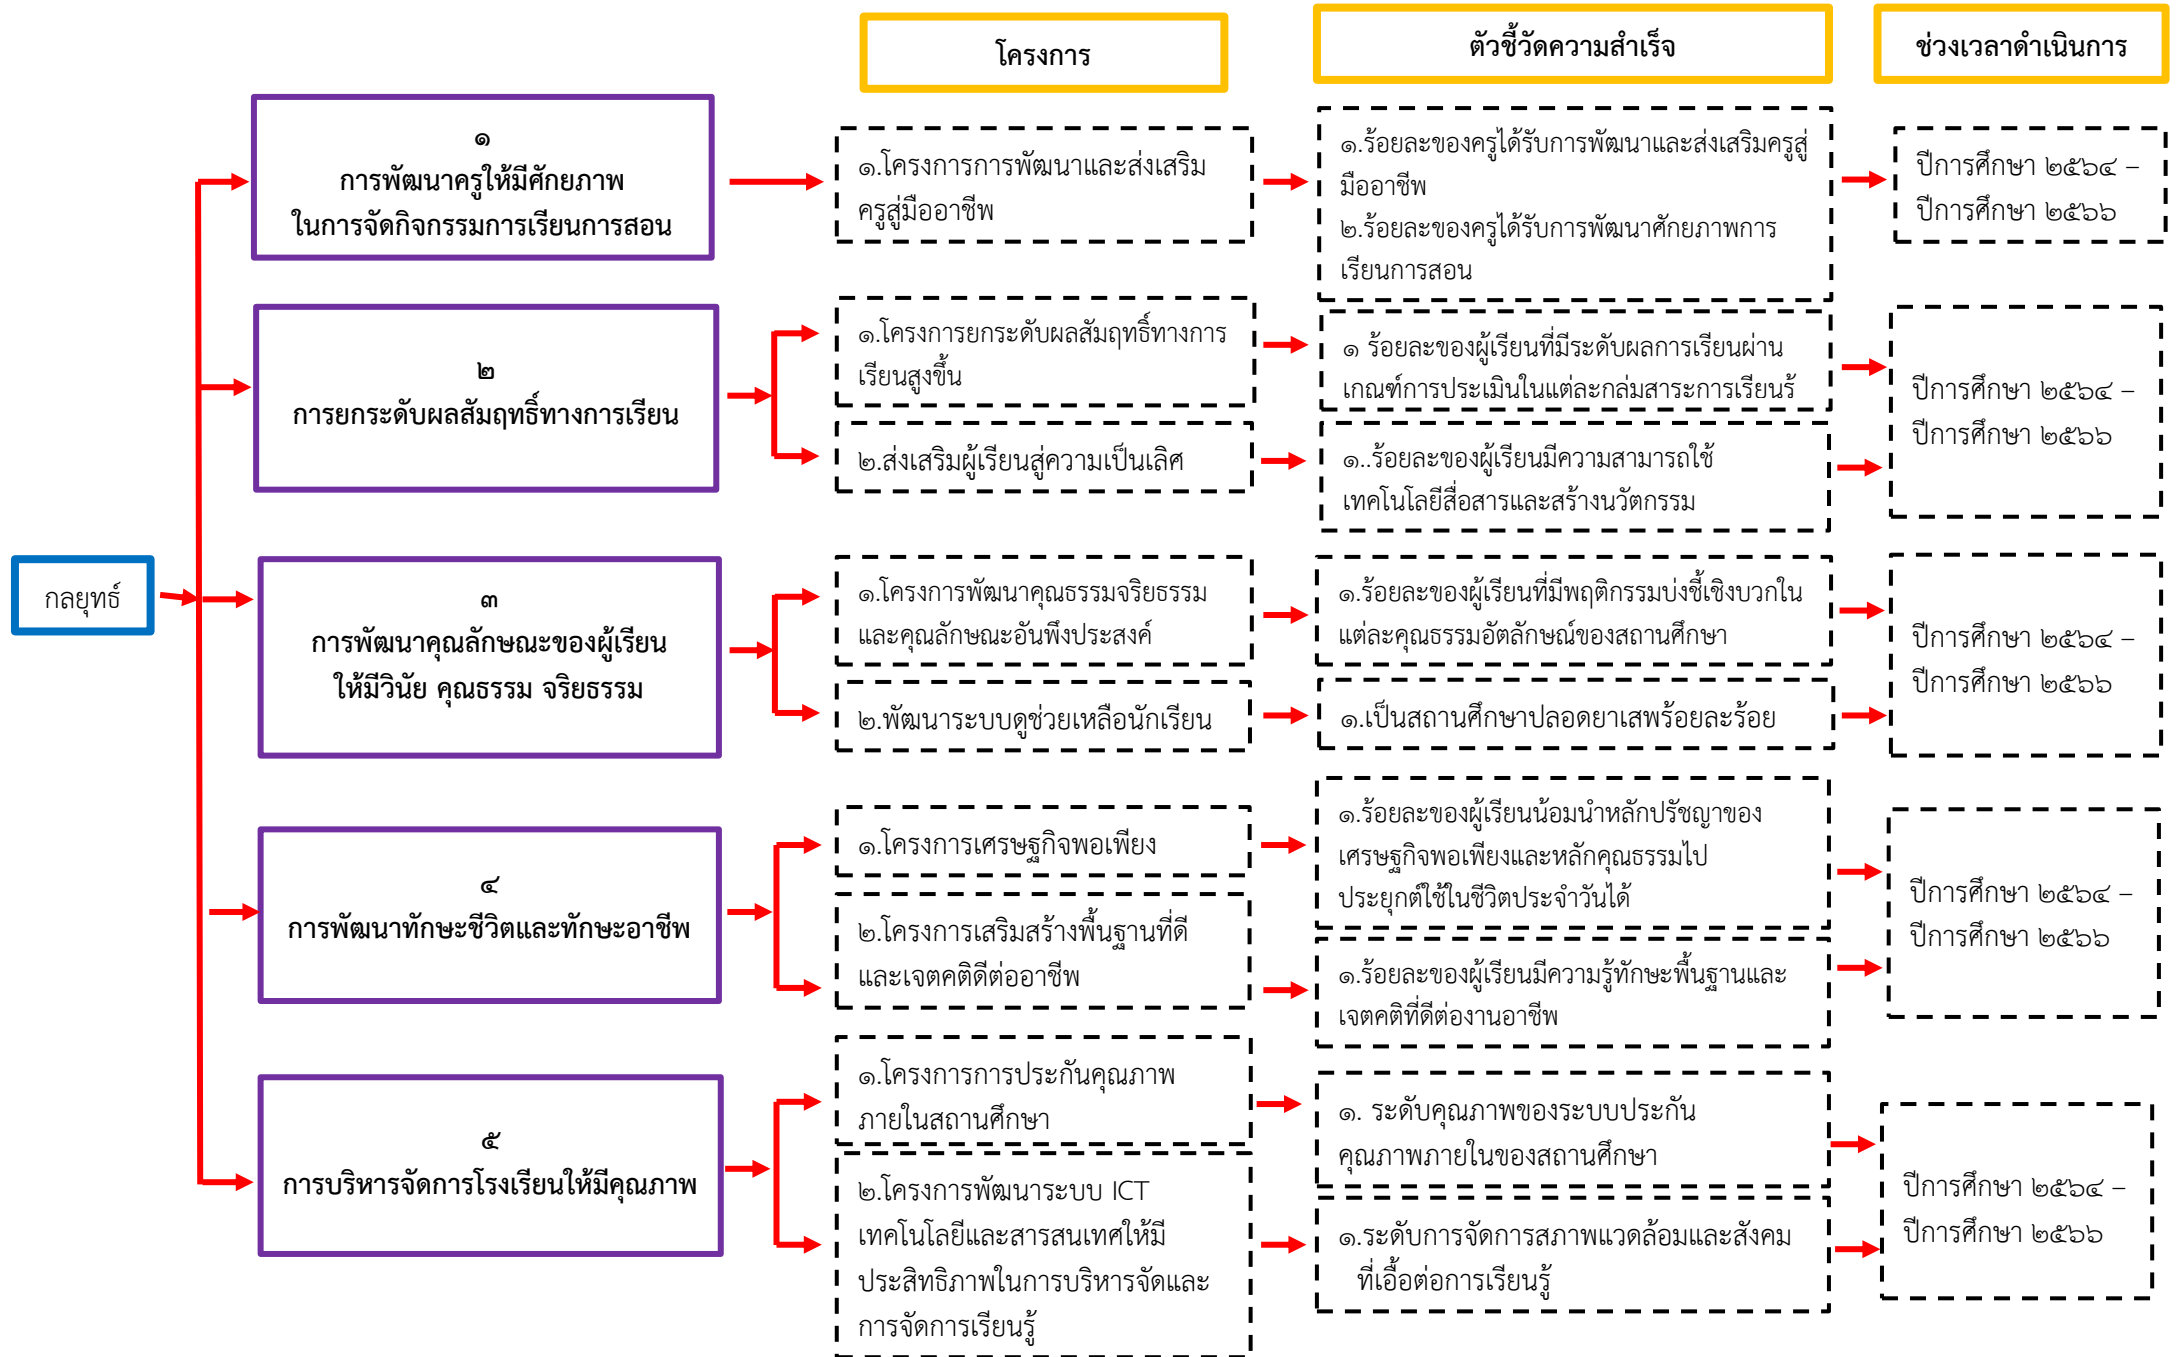 โครงการ
ตัวชี้วัดความสำเร็จ
ช่วงเวลาดำเนินการ
กลยุทธ์
๑
การพัฒนาครูให้มีศักยภาพ
ในการจัดกิจกรรมการเรียนการสอน
๑.โครงการการพัฒนาและส่งเสริม
ครูสู่มืออาชีพ
๑.ร้อยละของครูได้รับการพัฒนาและส่งเสริมครูสู่
มืออาชีพ
๒.ร้อยละของครูได้รับการพัฒนาศักยภาพการ
เรียนการสอน
ปีการศึกษา ๒๕๖๔ –
ปีการศึกษา ๒๕๖๖
๒
การยกระดับผลสัมฤทธิ์ทางการเรียน
๑.โครงการยกระดับผลสัมฤทธิ์ทางการ
เรียนสูงขึ้น
๑ ร้อยละของผู้เรียนที่มีระดับผลการเรียนผ่าน
เกณฑ์การประเมินในแต่ละกลุ่มสาระการเรียนรู้
๒.ส่งเสริมผู้เรียนสู่ความเป็นเลิศ
๑..ร้อยละของผู้เรียนมีความสามารถใช้
เทคโนโลยีสื่อสารและสร้างนวัตกรรม
ปีการศึกษา ๒๕๖๔ –
ปีการศึกษา ๒๕๖๖
๓
การพัฒนาคุณลักษณะของผู้เรียน
ให้มีวินัย คุณธรรม จริยธรรม
๑.โครงการพัฒนาคุณธรรมจริยธรรม
และคุณลักษณะอันพึงประสงค์
๑.ร้อยละของผู้เรียนที่มีพฤติกรรมบ่งชี้เชิงบวกใน
แต่ละคุณธรรมอัตลักษณ์ของสถานศึกษา
๒.พัฒนาระบบดูช่วยเหลือนักเรียน
๑.เป็นสถานศึกษาปลอดยาเสพร้อยละร้อย
ปีการศึกษา ๒๕๖๔ –
ปีการศึกษา ๒๕๖๖
๔
การพัฒนาทักษะชีวิตและทักษะอาชีพ
๑.โครงการเศรษฐกิจพอเพียง
๑.ร้อยละของผู้เรียนน้อมนำหลักปรัชญาของ
เศรษฐกิจพอเพียงและหลักคุณธรรมไป
ประยุกต์ใช้ในชีวิตประจำวันได้
๒.โครงการเสริมสร้างพื้นฐานที่ดี
และเจตคติดีต่ออาชีพ
๑.ร้อยละของผู้เรียนมีความรู้ทักษะพื้นฐานและ
เจตคติที่ดีต่องานอาชีพ
ปีการศึกษา ๒๕๖๔ –
ปีการศึกษา ๒๕๖๖
๕
การบริหารจัดการโรงเรียนให้มีคุณภาพ
๑.โครงการการประกันคุณภาพ
ภายในสถานศึกษา
๑. ระดับคุณภาพของระบบประกัน
คุณภาพภายในของสถานศึกษา
๒.โครงการพัฒนาระบบ ICT
เทคโนโลยีและสารสนเทศให้มี
ประสิทธิภาพในการบริหารจัดและ
การจัดการเรียนรู้
๑.ระดับการจัดการสภาพแวดล้อมและสังคม
ที่เอื้อต่อการเรียนรู้
ปีการศึกษา ๒๕๖๔ –
ปีการศึกษา ๒๕๖๖